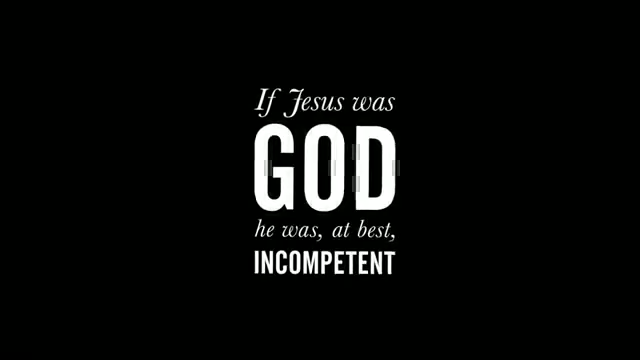 If Jesus was
GOD
he was, at best,
INCOMPETENT